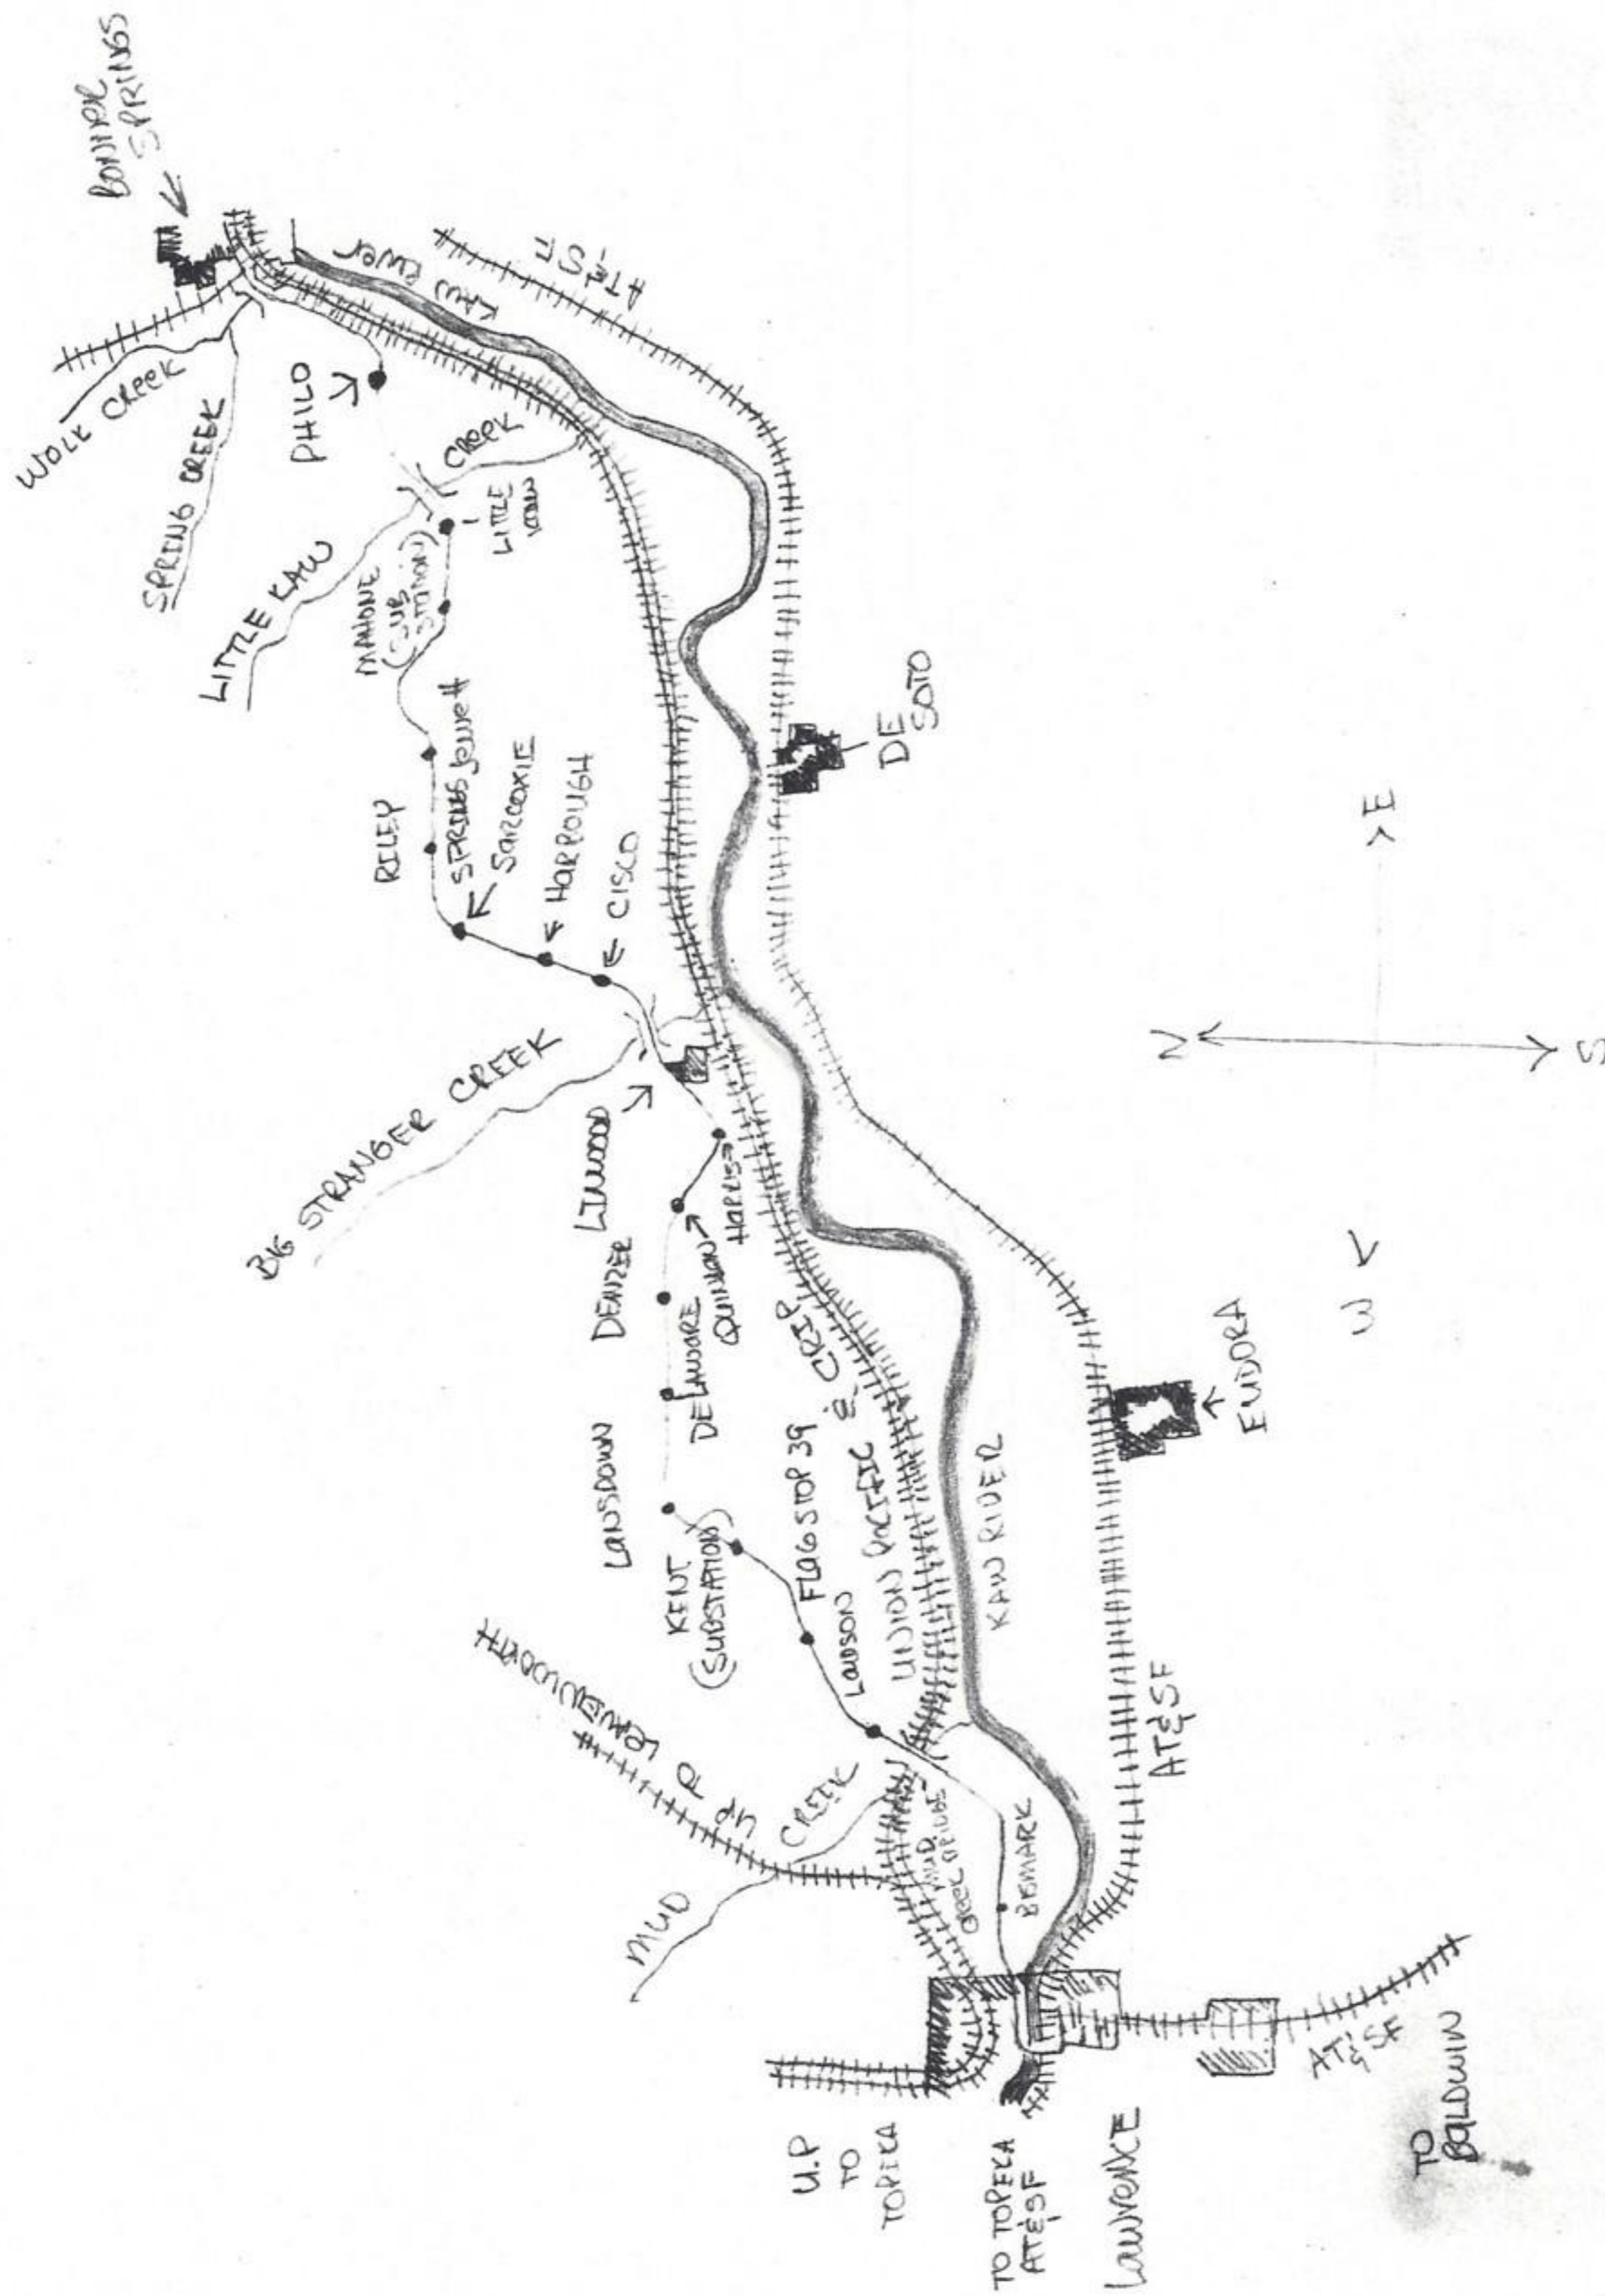 BONNER
SPRINGS
WOLF CREEK
SPRING CREEK
PHILO
LITTLE KAW
CREEK
LITTLE
KAW
MAHONE
(SUB
STATION)
KAW RIVER
AT&SF
RILEY
SPRINGS JEWETT
SARCOXIE
HARROUGH
CISCO
DE
SOTO
BIG STRANGER CREEK
LINWOOD
DENZER
HARRIS
QUINLAN
DELAWARE
LANSDOWN
KENT
(SUBSTATION)
FLAGSTOP 39
LAWSON
UNION PACIFIC & CRIP
KAW RIVER
EUDORA
N
E
S
W
U.P.
LEAVENWORTH
MUD CREEK
MUD
CREEK BRIDGE
BISMARK
AT&SF
U.P
TO
TOPEKA
TO TOPEKA
AT&SF
LAWRENCE
AT&SF
TO
BALDWIN